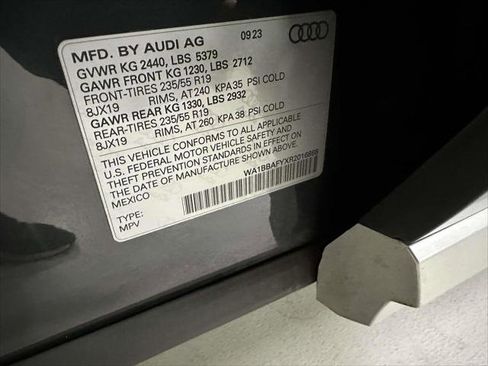 MFD. BY AUDI AG 09 23
GVWR KG 2440, LBS 5379
GAWR FRONT KG 1230, LBS 2712
FRONT-TIRES 235/55 R19
8JX19 RIMS, AT 240 KPA 35 PSI COLD
GAWR REAR KG 1330, LBS 2932
REAR-TIRES 235/55 R19
8JX19 RIMS, AT 260 KPA 38 PSI COLD
THIS VEHICLE CONFORMS TO ALL APPLICABLE
U.S. FEDERAL MOTOR VEHICLE SAFETY AND
THEFT PREVENTION STANDARDS IN EFFECT ON
THE DATE OF MANUFACTURE SHOWN ABOVE.
MEXICO
WA1BBAFYXR2016868
TYPE:
MPV